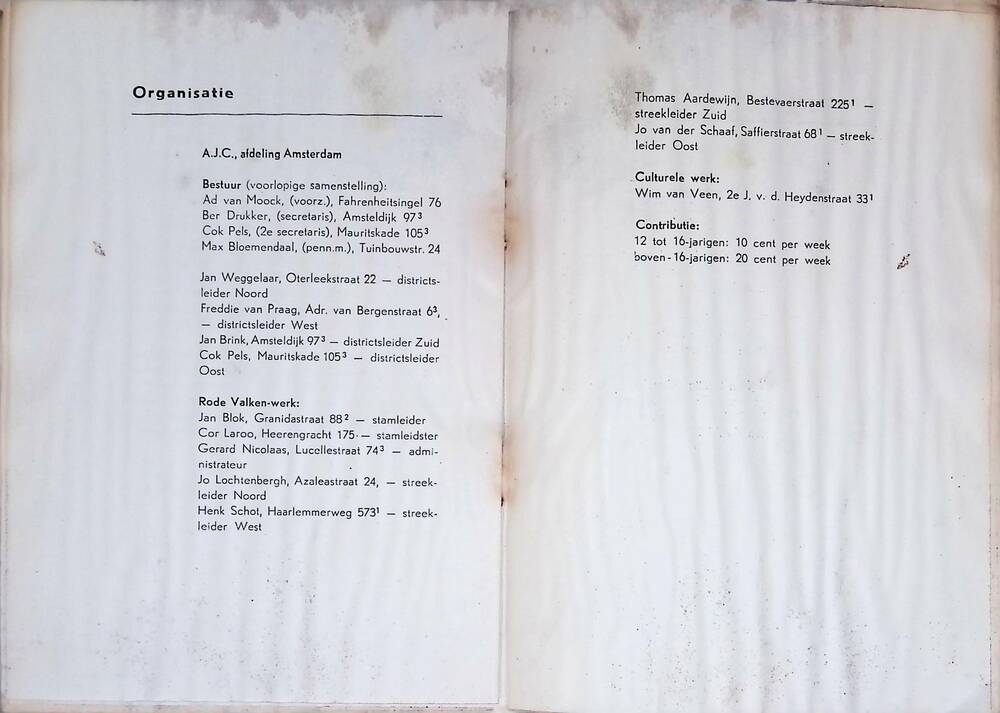 Organisatie
A.J.C., afdeling Amsterdam
Bestuur (voorlopige samenstelling):
Ad van Moock, (voorz.), Fahrenheitsingel 76
Ber Drukker, (secretaris), Amsteldijk 97³
Cok Pels, (2e secretaris), Mauritskade 105³
Max Bloemendaal, (penn.m.), Tuinbouwstr. 24
Jan Weggelaar, Oterleekstraat 22 — districts-
leider Noord
Freddie van Praag, Adr. van Bergenstraat 6³,
— districtsleider West
Jan Brink, Amsteldijk 97³ — districtsleider Zuid
Cok Pels, Mauritskade 105³ — districtsleider
Oost
Rode Valken-werk:
Jan Blok, Granidastraat 88² — stamleider
Cor Laroo, Heerengracht 175 — stamleidster
Gerard Nicolaas, Lucellestraat 74³ — admi-
nistrateur
Jo Lochtenbergh, Azaleastraat 24, — streek-
leider Noord
Henk Schot, Haarlemmerweg 573¹ — streek-
leider West
Thomas Aardewijn, Bestevaerstraat 225¹ —
streekleider Zuid
Jo van der Schaaf, Saffierstraat 68¹ — streek-
leider Oost
Culturele werk:
Wim van Veen, 2e J. v. d. Heydenstraat 33¹
Contributie:
12 tot 16-jarigen: 10 cent per week
boven-16-jarigen: 20 cent per week